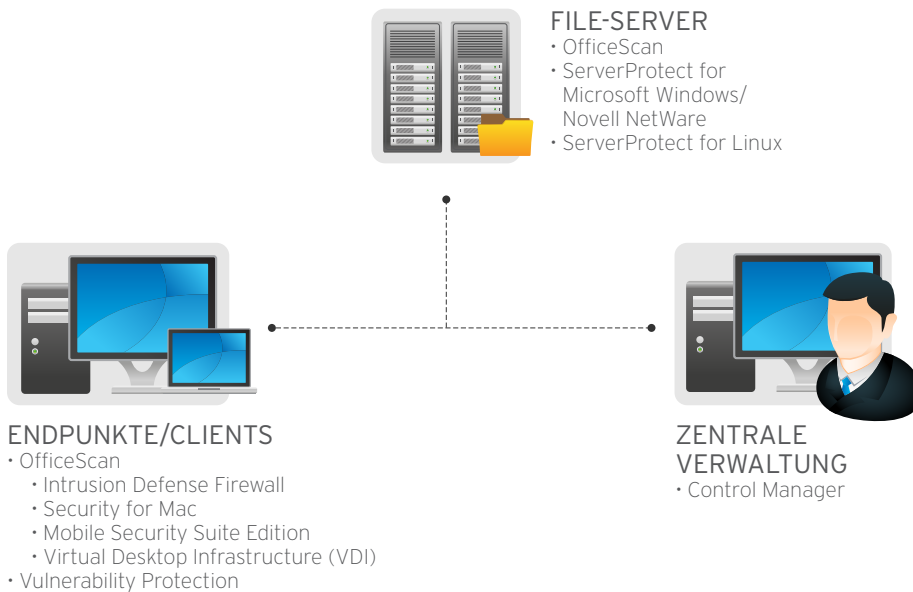 FILE-SERVER
• OfficeScan
• ServerProtect for
Microsoft Windows/
Novell NetWare
• ServerProtect for Linux
ENDPUNKTE/CLIENTS
• OfficeScan
• Intrusion Defense Firewall
• Security for Mac
• Mobile Security Suite Edition
• Virtual Desktop Infrastructure (VDI)
• Vulnerability Protection
ZENTRALE
VERWALTUNG
• Control Manager